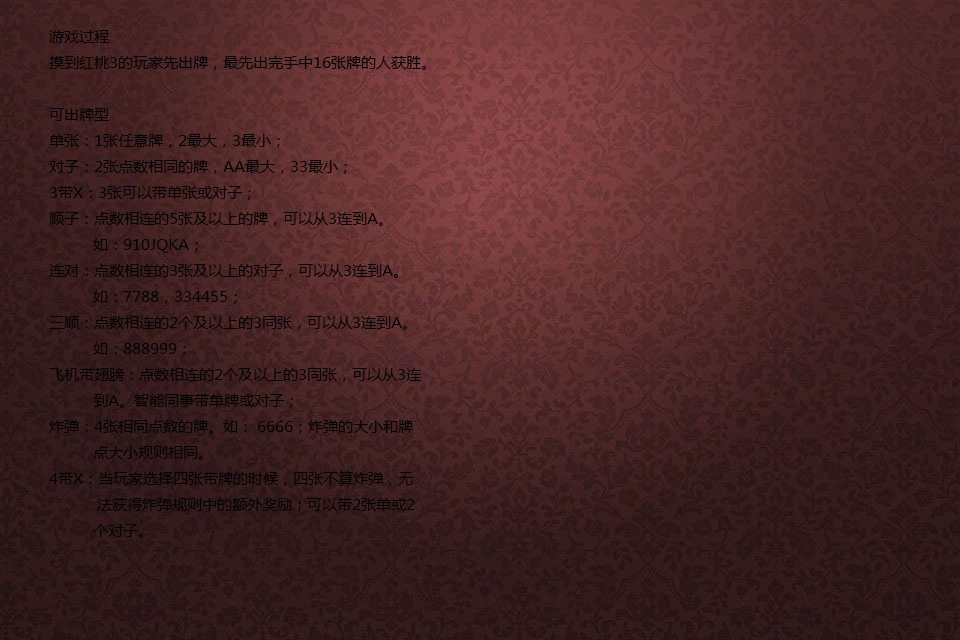 游戏过程
摸到红桃3的玩家先出牌，最先出完手中16张牌的人获胜。
可出牌型
单张：1张任意牌，2最大，3最小；
对子：2张点数相同的牌，AA最大，33最小；
3带X：3张可以带单张或对子；
顺子：点数相连的5张及以上的牌，可以从3连到A。
如：910JQKA；
连对：点数相连的3张及以上的对子，可以从3连到A。
如：7788，334455；
三顺：点数相连的2个及以上的3同张，可以从3连到A。
如：888999；
飞机带翅膀：点数相连的2个及以上的3同张，可以从3连
到A。智能同事带单牌或对子；
炸弹：4张相同点数的牌。如： 6666；炸弹的大小和牌
点大小规则相同。
4带X：当玩家选择四张带牌的时候，四张不算炸弹，无
法获得炸弹规则中的额外奖励；可以带2张单或2
个对子。